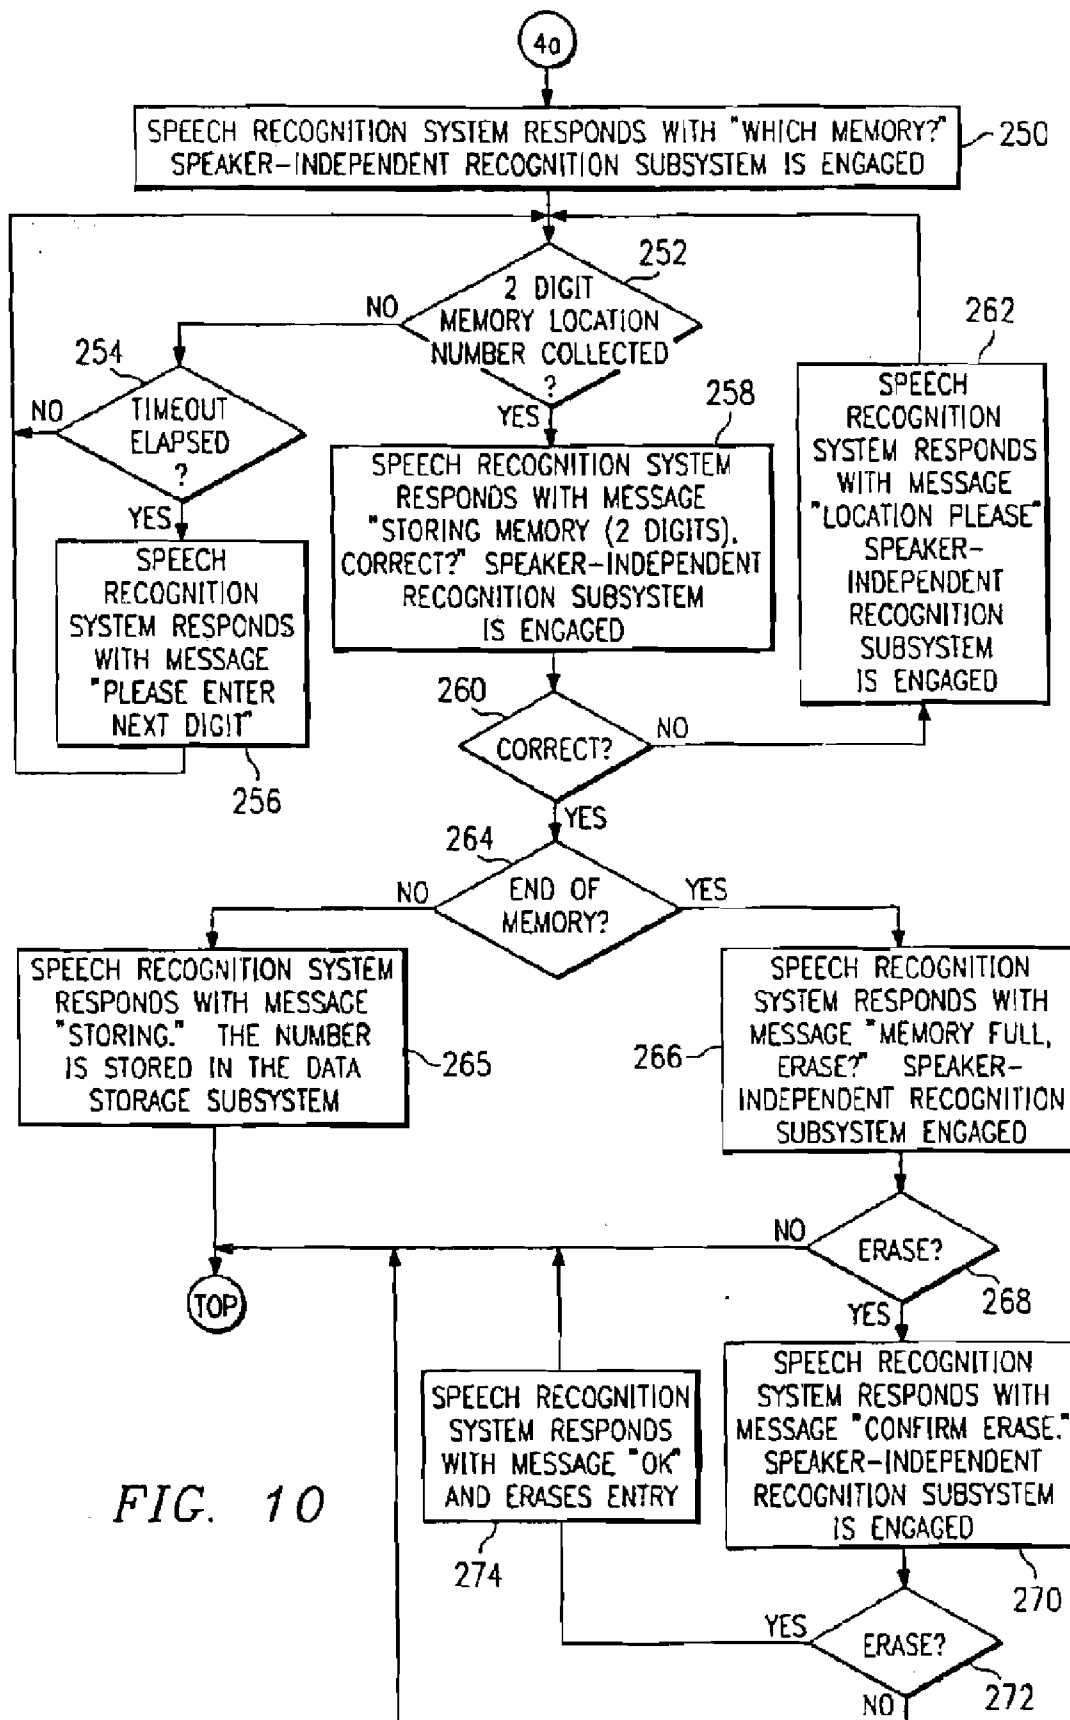 4a
SPEECH RECOGNITION SYSTEM RESPONDS WITH "WHICH MEMORY?"
SPEAKER-INDEPENDENT RECOGNITION SUBSYSTEM IS ENGAGED
250
252
2 DIGIT
MEMORY LOCATION
NUMBER COLLECTED
?
NO
YES
254
TIMEOUT
ELAPSED
?
NO
YES
SPEECH
RECOGNITION
SYSTEM RESPONDS
WITH MESSAGE
"PLEASE ENTER
NEXT DIGIT"
256
258
SPEECH RECOGNITION SYSTEM
RESPONDS WITH MESSAGE
"STORING MEMORY (2 DIGITS),
CORRECT?" SPEAKER-INDEPENDENT
RECOGNITION SUBSYSTEM
IS ENGAGED
262
SPEECH
RECOGNITION
SYSTEM RESPONDS
WITH MESSAGE
"LOCATION PLEASE"
SPEAKER-
INDEPENDENT
RECOGNITION
SUBSYSTEM
IS ENGAGED
260
CORRECT?
NO
YES
264
END OF
MEMORY?
NO
YES
SPEECH RECOGNITION SYSTEM
RESPONDS WITH MESSAGE
"STORING." THE NUMBER
IS STORED IN THE DATA
STORAGE SUBSYSTEM
265
266
SPEECH RECOGNITION
SYSTEM RESPONDS WITH
MESSAGE "MEMORY FULL,
ERASE?" SPEAKER-
INDEPENDENT RECOGNITION
SUBSYSTEM ENGAGED
NO
ERASE?
268
YES
TOP
SPEECH RECOGNITION
SYSTEM RESPONDS WITH
MESSAGE "CONFIRM ERASE."
SPEAKER-INDEPENDENT
RECOGNITION SUBSYSTEM
IS ENGAGED
270
SPEECH RECOGNITION
SYSTEM RESPONDS
WITH MESSAGE "OK"
AND ERASES ENTRY
274
YES
ERASE?
272
NO
FIG. 10